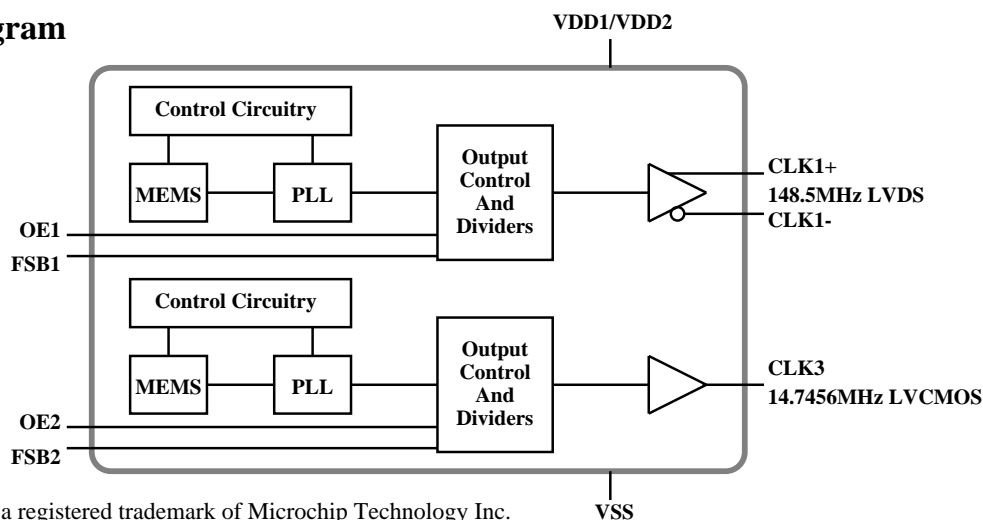 gram
VDD1/VDD2
Control Circuitry
MEMS
PLL
Output
Control
And
Dividers
CLK1+
148.5MHz LVDS
CLK1-
OE1
FSB1
Control Circuitry
MEMS
PLL
Output
Control
And
Dividers
CLK3
14.7456MHz LVCMOS
OE2
FSB2
a registered trademark of Microchip Technology Inc.
VSS